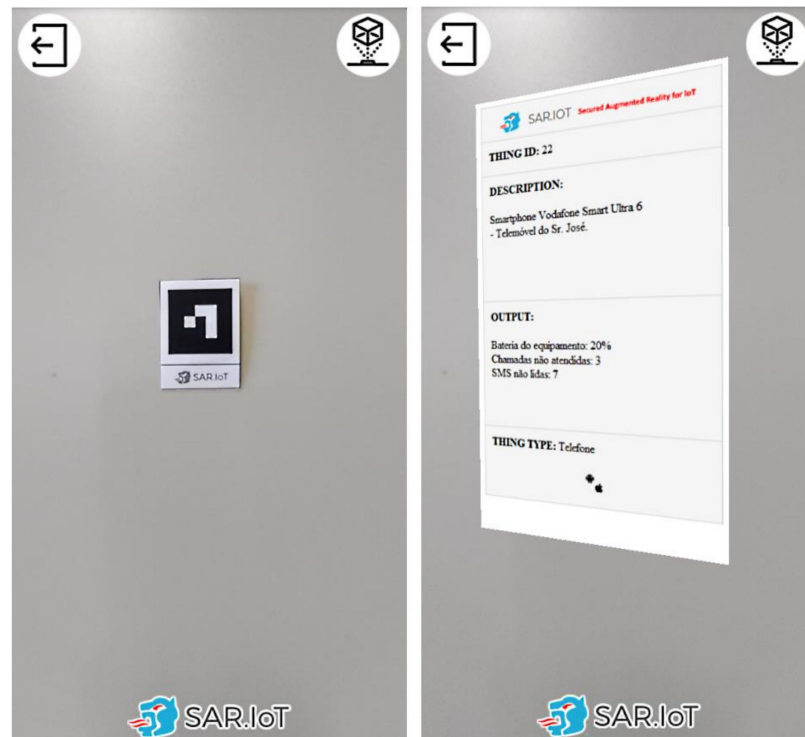 SAR.IoT
SAR.IoT
SAR.IOT Secured Augmented Reality for IoT
THING ID: 22
DESCRIPTION:
Smartphone Vodafone Smart Ultra 6
- Telemóvel do Sr. José.
OUTPUT:
Bateria do equipamento: 20%
Chamadas não atendidas: 3
SMS não lidas: 7
THING TYPE: Telefone
SAR.IoT